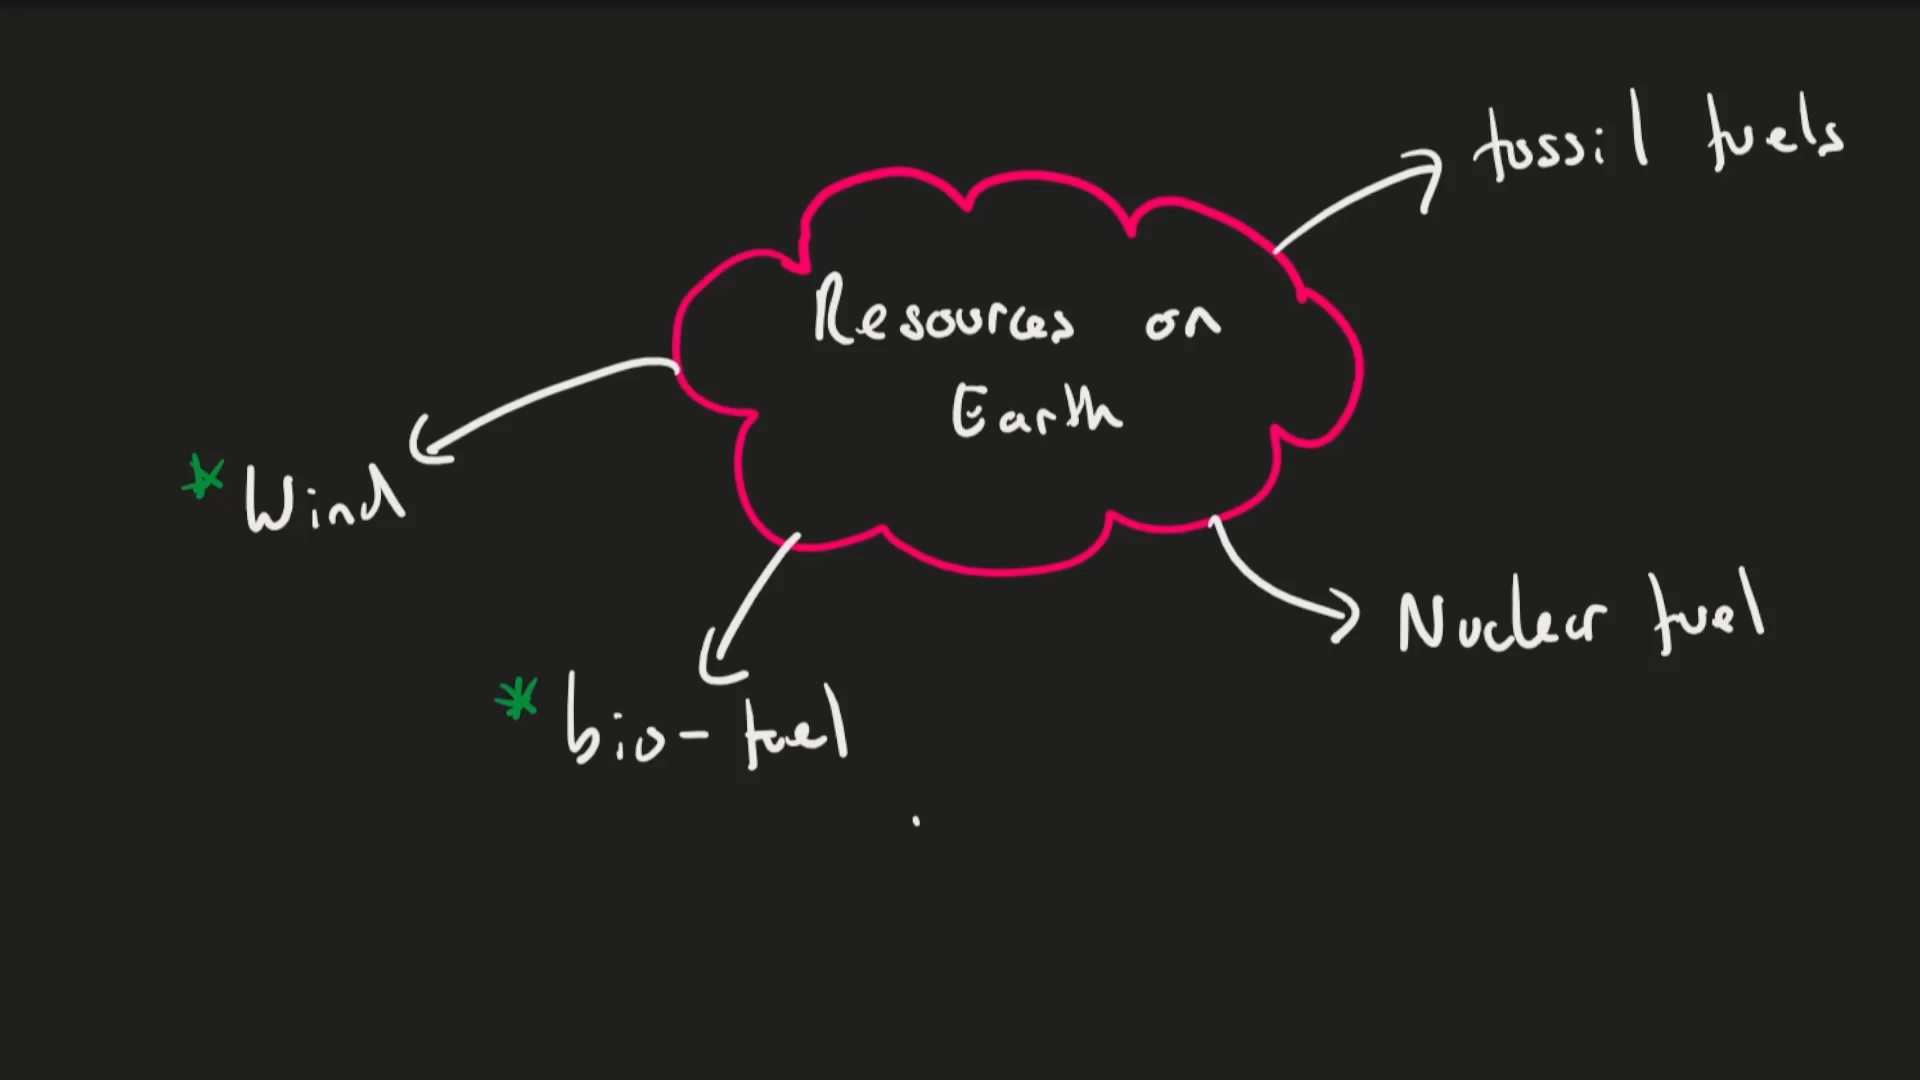 fossil fuels
Resources on
Earth
* Wind
Nuclear fuel
* bio-fuel